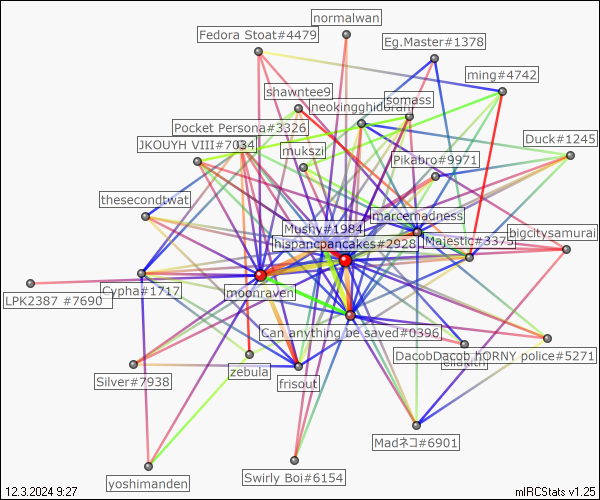 normalwan
Fedora Stoat#4479
Eg.Master#1378
ming#4742
shawntee9
neokingghidorah
somass
Pocket Persona#3326
JKOUYH VIII#7034
mukszi
Duck#1245
Pikabro#9971
thesecondtwat
marcemadness
Mushy#1984
bigcitysamurai
hispancpancakes#2928
Majestic#3375
moonraven
Cypha#1717
LPK2387 #7690
Can anything be saved#0396
DacobDacob hORNY police#5271
zebula
frisout
Silver#7938
Madネコ#6901
Swirly Boi#6154
yoshimanden
12.3.2024 9:27
mIRCStats v1.25